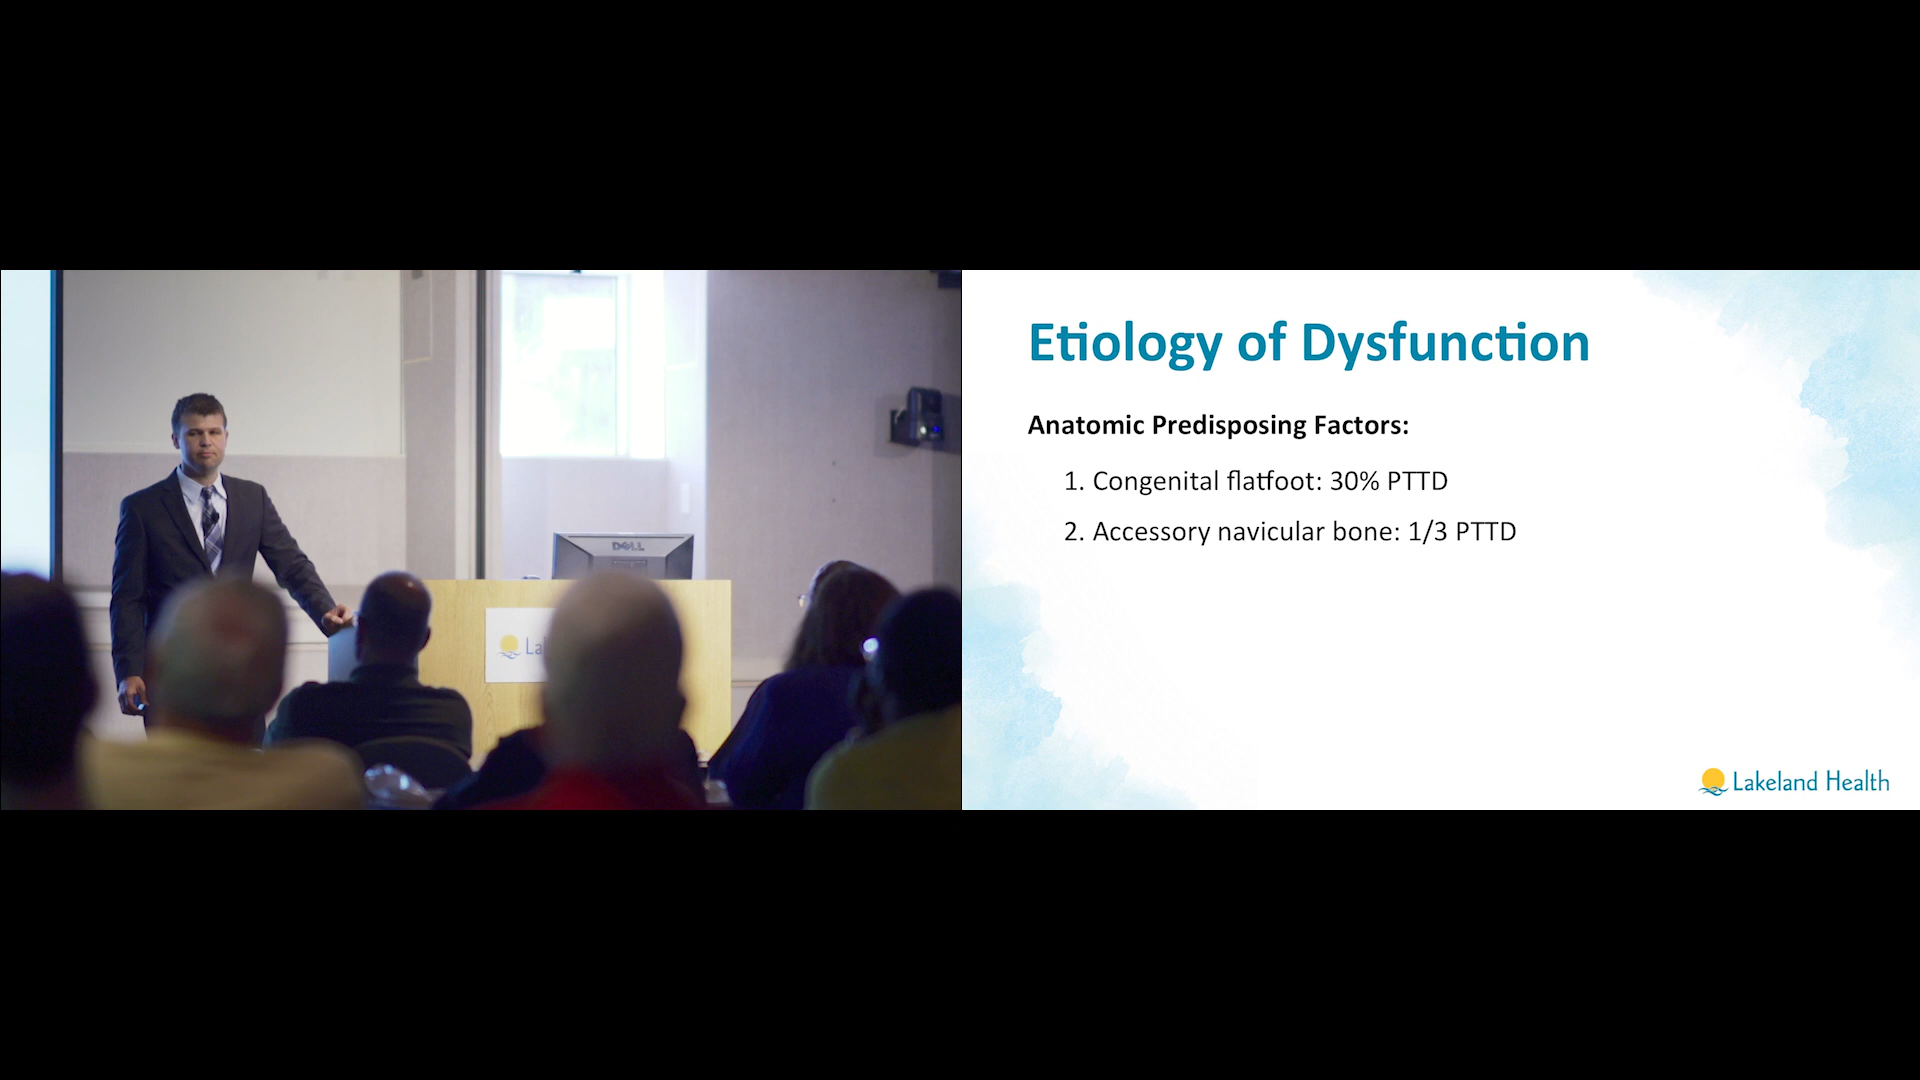 DELL
La
Etiology of Dysfunction
Anatomic Predisposing Factors:
1. Congenital flatfoot: 30% PTTD
2. Accessory navicular bone: 1/3 PTTD
Lakeland Health